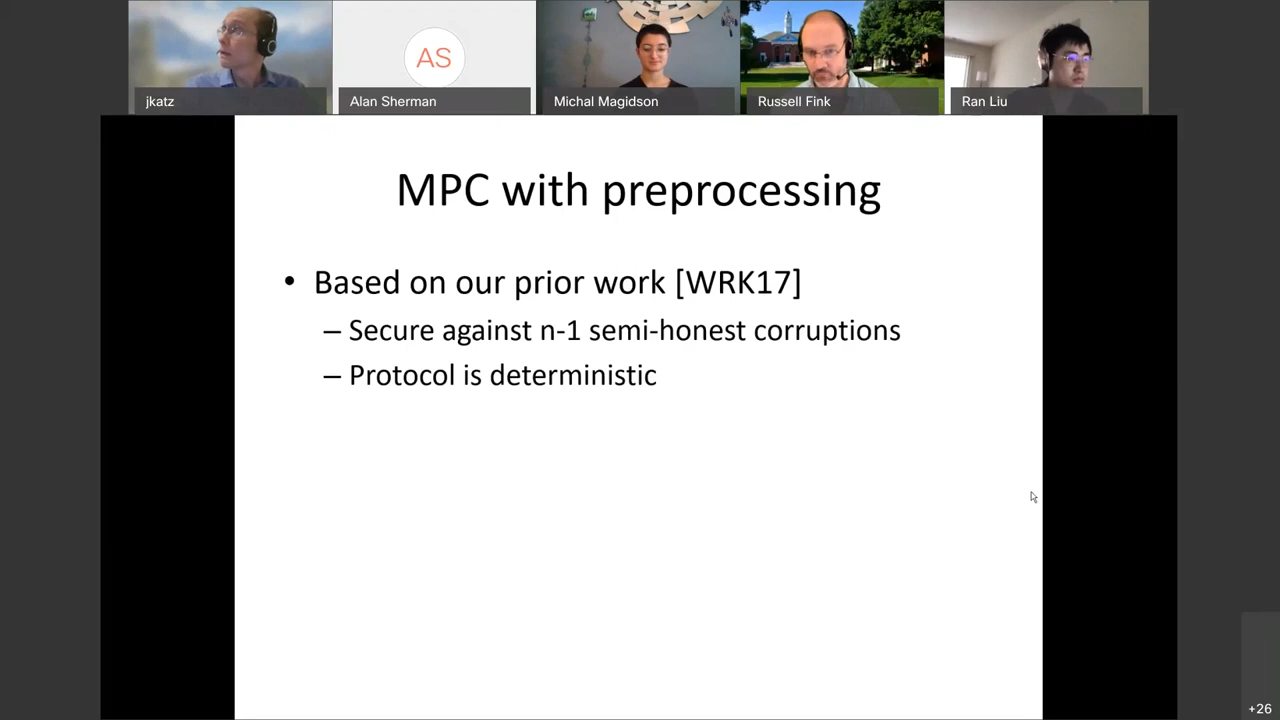 AS
jkatz
Alan Sherman
Michal Magidson
Russell Fink
Ran Liu
MPC with preprocessing
• Based on our prior work [WRK17]
– Secure against n-1 semi-honest corruptions
– Protocol is deterministic
+26